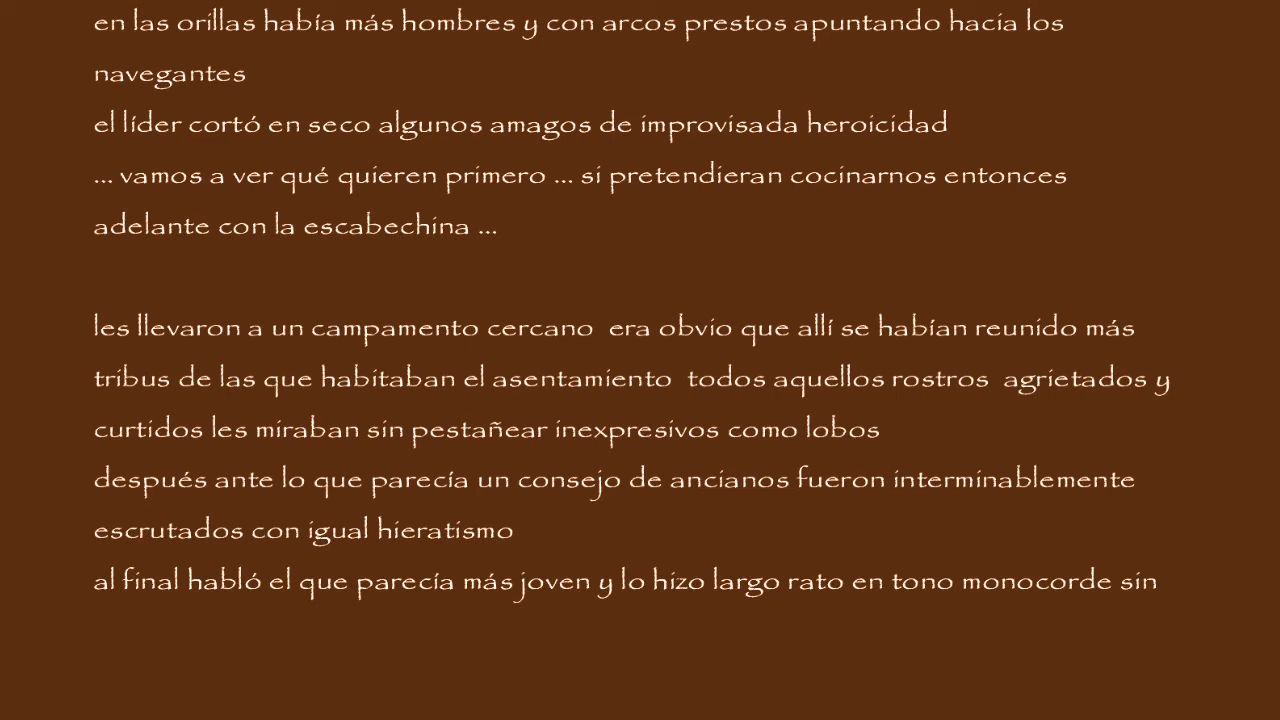 en las orillas había más hombres y con arcos prestos apuntando hacia los
navegantes
el líder cortó en seco algunos amagos de improvisada heroicidad
... vamos a ver qué quieren primero ... si pretendieran cocinarnos entonces
adelante con la escabechina ...
les llevaron a un campamento cercano  era obvio que allí se habían reunido más
tribus de las que habitaban el asentamiento  todos aquellos rostros  agrietados y
curtidos les miraban sin pestañear inexpresivos como lobos
después ante lo que parecía un consejo de ancianos fueron interminablemente
escrutados con igual hieratismo
al final habló el que parecía más joven y lo hizo largo rato en tono monocorde sin